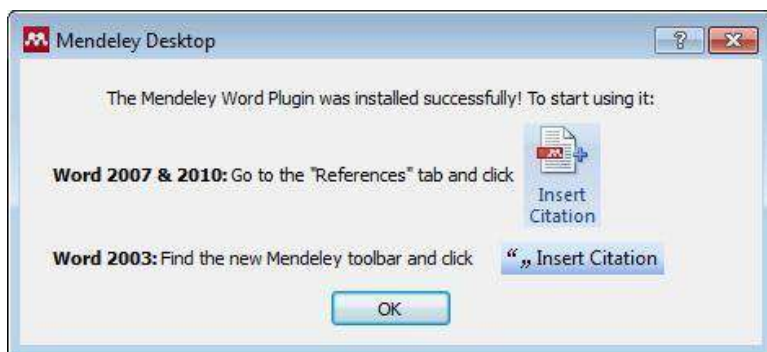 Mendeley Desktop
The Mendeley Word Plugin was installed successfully! To start using it:
Word 2007 & 2010: Go to the "References" tab and click
Insert
Citation
Word 2003: Find the new Mendeley toolbar and click “ „ Insert Citation
OK